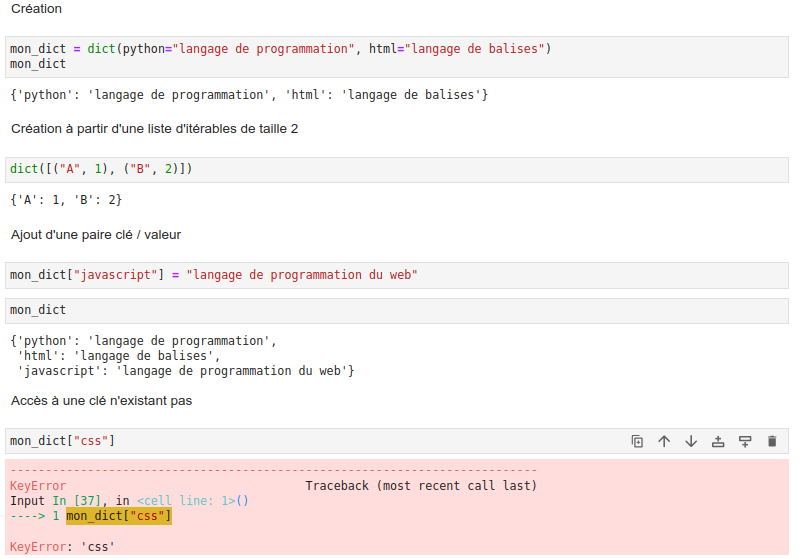 Création
mon_dict = dict(python="langage de programmation", html="langage de balises")
mon_dict
{'python': 'langage de programmation', 'html': 'langage de balises'}
Création à partir d'une liste d'itérables de taille 2
dict([("A", 1), ("B", 2)])
{'A': 1, 'B': 2}
Ajout d'une paire clé / valeur
mon_dict["javascript"] = "langage de programmation du web"
mon_dict
{'python': 'langage de programmation',
 'html': 'langage de balises',
 'javascript': 'langage de programmation du web'}
Accès à une clé n'existant pas
mon_dict["css"]
---------------------------------------------------------------------------
KeyError                                  Traceback (most recent call last)
Input In [37], in <cell line: 1>()
----> 1 mon_dict["css"]
KeyError: 'css'